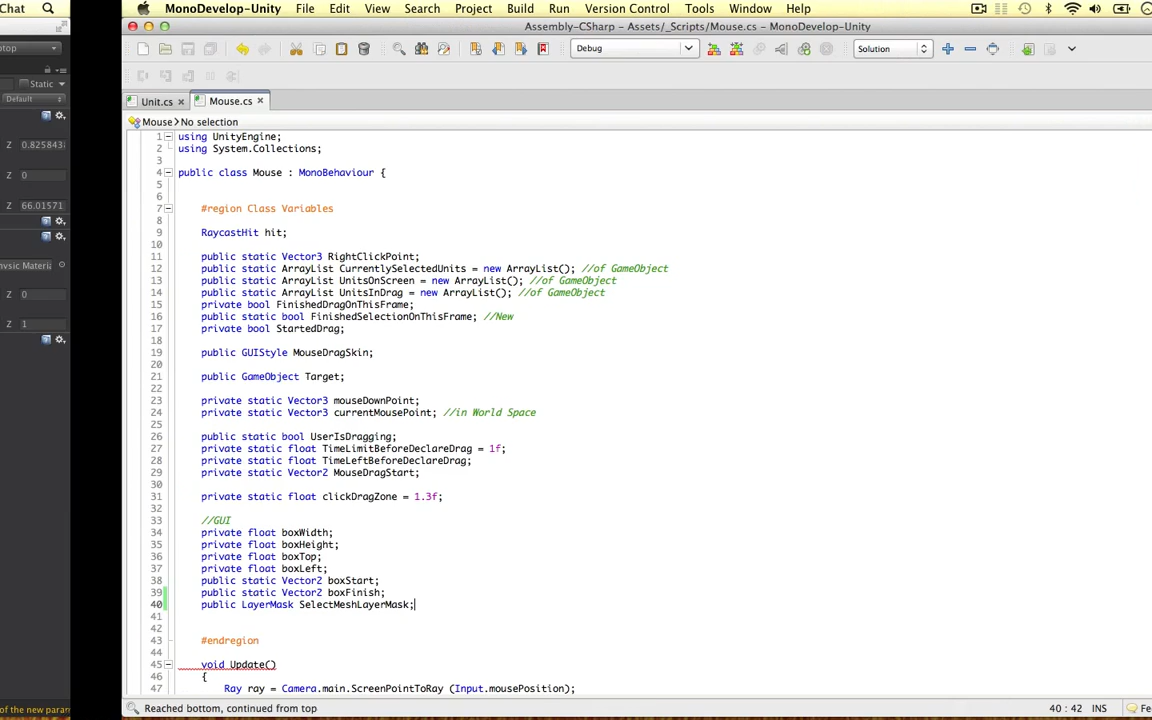 Chat
MonoDevelop-Unity File Edit View Search Project Build Run Version Control Tools Window Help
Assembly-CSharp - Assets/_Scripts/Mouse.cs - MonoDevelop-Unity
Debug
Solution
Static
Default
Unit.cs
Mouse.cs
Mouse
No selection
Z 0.825843
Z 0
Z 66.01571
Z 0
Z 1
1 using UnityEngine;
2 using System.Collections;
3
4 public class Mouse : MonoBehaviour {
5
6
7 #region Class Variables
8
9 RaycastHit hit;
10
11 public static Vector3 RightClickPoint;
12 public static ArrayList CurrentlySelectedUnits = new ArrayList(); //of GameObject
13 public static ArrayList UnitsOnScreen = new ArrayList(); //of GameObject
14 public static ArrayList UnitsInDrag = new ArrayList(); //of GameObject
15 private bool FinishedDragOnThisFrame;
16 public static bool FinishedSelectionOnThisFrame; //New
17 private bool StartedDrag;
18
19 public GUIStyle MouseDragSkin;
20
21 public GameObject Target;
22
23 private static Vector3 mouseDownPoint;
24 private static Vector3 currentMousePoint; //in World Space
25
26 public static bool UserIsDragging;
27 private static float TimeLimitBeforeDeclareDrag = 1f;
28 private static float TimeLeftBeforeDeclareDrag;
29 private static Vector2 MouseDragStart;
30
31 private static float clickDragZone = 1.3f;
32
33 //GUI
34 private float boxWidth;
35 private float boxHeight;
36 private float boxTop;
37 private float boxLeft;
38 public static Vector2 boxStart;
39 public static Vector2 boxFinish;
40 public LayerMask SelectMeshLayerMask;
41
42
43 #endregion
44
45 void Update()
46 {
47 Ray ray = Camera.main.ScreenPointToRay (Input.mousePosition);
of the new para
Reached bottom, continued from top
40 : 42 INS
Fe